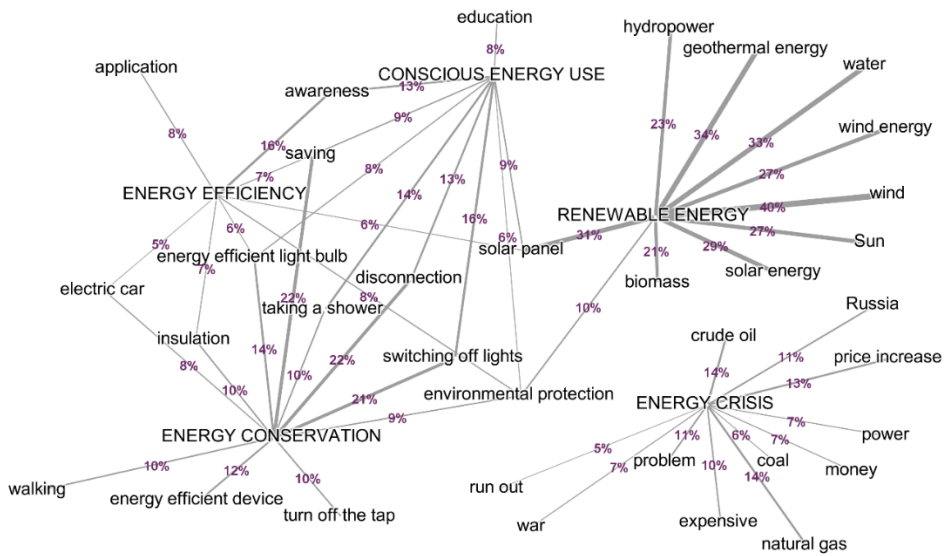 education
8%
hydropower
geothermal energy
application
CONSCIOUS ENERGY USE
water
awareness
13%
16%
8%
9%
23%
34%
33%
wind energy
saving
7%
8%
9%
27%
ENERGY EFFICIENCY
14%
13%
16%
40%
wind
RENEWABLE ENERGY
5%
6%
6%
6%
31%
27%
Sun
energy efficient light bulb
solar panel
29%
7%
disconnection
21%
solar energy
biomass
electric car
22%
taking a shower
8%
10%
Russia
insulation
crude oil
14%
22%
switching off lights
11%
price increase
8%
10%
10%
14%
13%
21%
environmental protection
ENERGY CRISIS
9%
7%
power
ENERGY CONSERVATION
5%
11%
6%
7%
10%
12%
10%
7%
problem
10%
coal
14%
money
walking
energy efficient device
run out
turn off the tap
war
expensive
natural gas